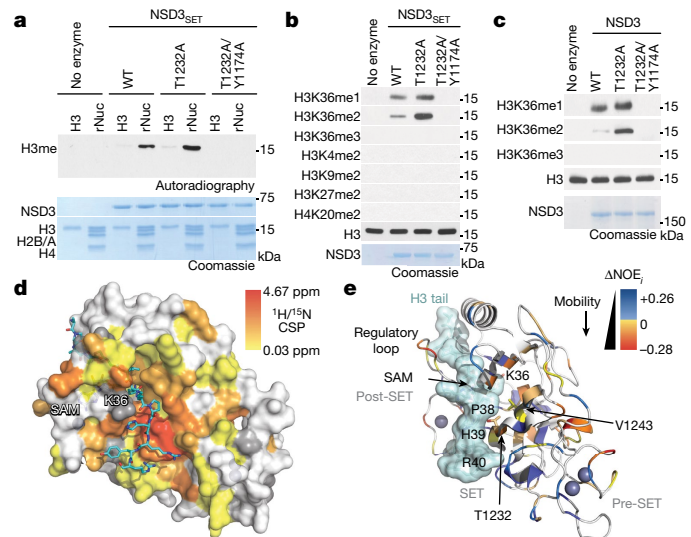 a
NSD3SET
No enzyme
WT
T1232A
T1232A/
Y1174A
H3
rNuc
H3
rNuc
H3
rNuc
H3
rNuc
H3me
15
Autoradiography
NSD3
75
H3
H2B/A
H4
15
kDa
Coomassie
b
NSD3SET
No enzyme
WT
T1232A
T1232A/
Y1174A
H3K36me1
15
H3K36me2
15
H3K36me3
15
H3K4me2
15
H3K9me2
15
H3K27me2
15
H4K20me2
15
H3
15
75
NSD3
kDa
Coomassie
c
NSD3
No enzyme
WT
T1232A
T1232A/
Y1174A
H3K36me1
15
H3K36me2
15
H3K36me3
15
H3
15
NSD3
150
kDa
Coomassie
d
4.67 ppm
1H/15N
CSP
0.03 ppm
K36
SAM
e
H3 tail
ΔNOEi
Mobility
+0.26
0
−0.28
Regulatory
loop
SAM
K36
Post-SET
P38
V1243
H39
R40
SET
Pre-SET
T1232